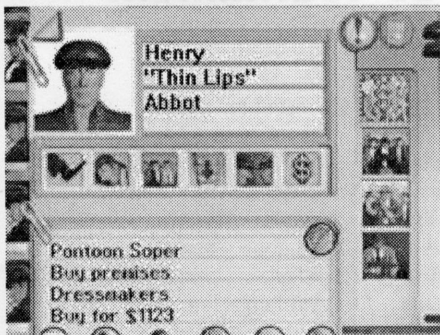 Henry
"Thin Lips"
Abbot
Pontoon Soper
Buy premises
Dressmakers
Buy for $1123